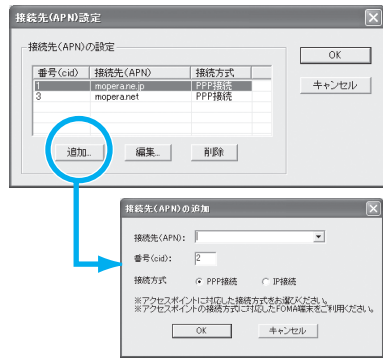 接続先(APN)設定
接続先(APN)の設定
番号(cid) 接続先(APN) 接続方式
1 mopera.ne.jp PPP接続
3 mopera.net PPP接続
追加... 編集... 削除
OK
キャンセル
接続先(APN)の追加
接続先(APN):
番号(cid): 2
接続方式 PPP接続 IP接続
※アクセスポイントに対応した接続方式をお選びください。
※アクセスポイントの接続方式に対応したFOMA端末をご利用ください。
OK キャンセル